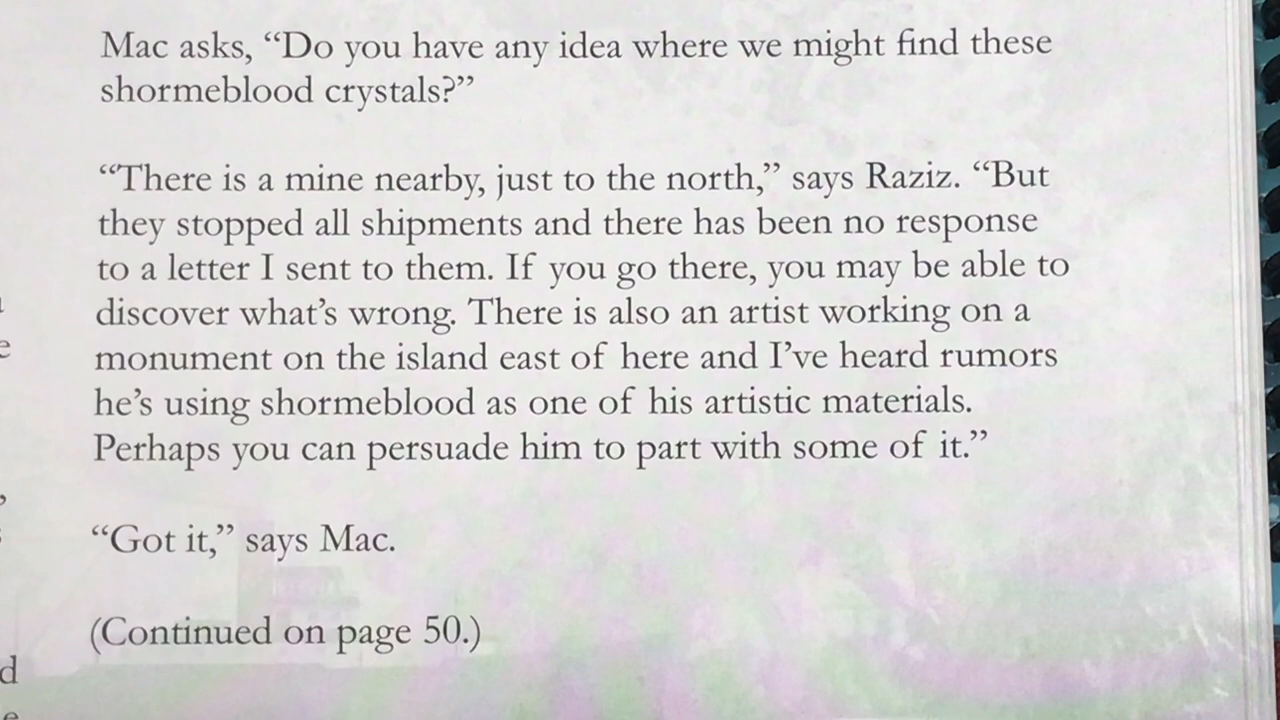 Mac asks, “Do you have any idea where we might find these
shormeblood crystals?”
“There is a mine nearby, just to the north,” says Raziz. “But
they stopped all shipments and there has been no response
to a letter I sent to them. If you go there, you may be able to
discover what’s wrong. There is also an artist working on a
monument on the island east of here and I’ve heard rumors
he’s using shormeblood as one of his artistic materials.
Perhaps you can persuade him to part with some of it.”
“Got it,” says Mac.
(Continued on page 50.)